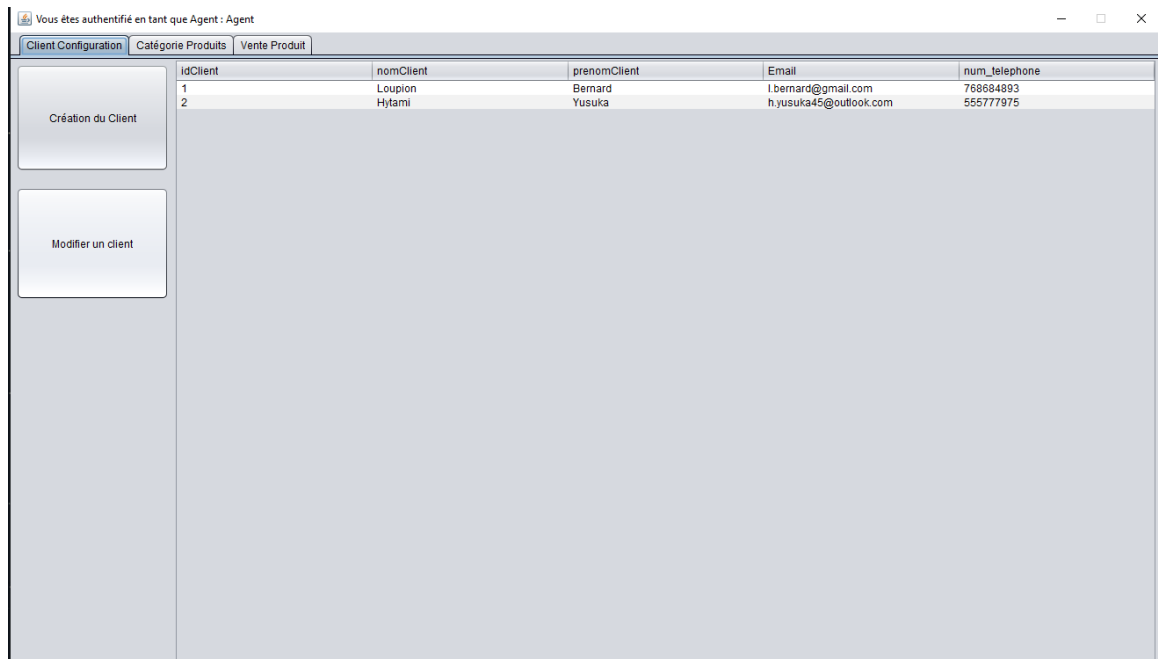 Vous êtes authentifié en tant que Agent : Agent
Client Configuration Catégorie Produits Vente Produit
idClient nomClient prenomClient Email num_telephone
1 Loupion Bernard l.bernard@gmail.com 768684893
2 Hytami Yusuka h.yusuka45@outlook.com 555777975
Création du Client
Modifier un client